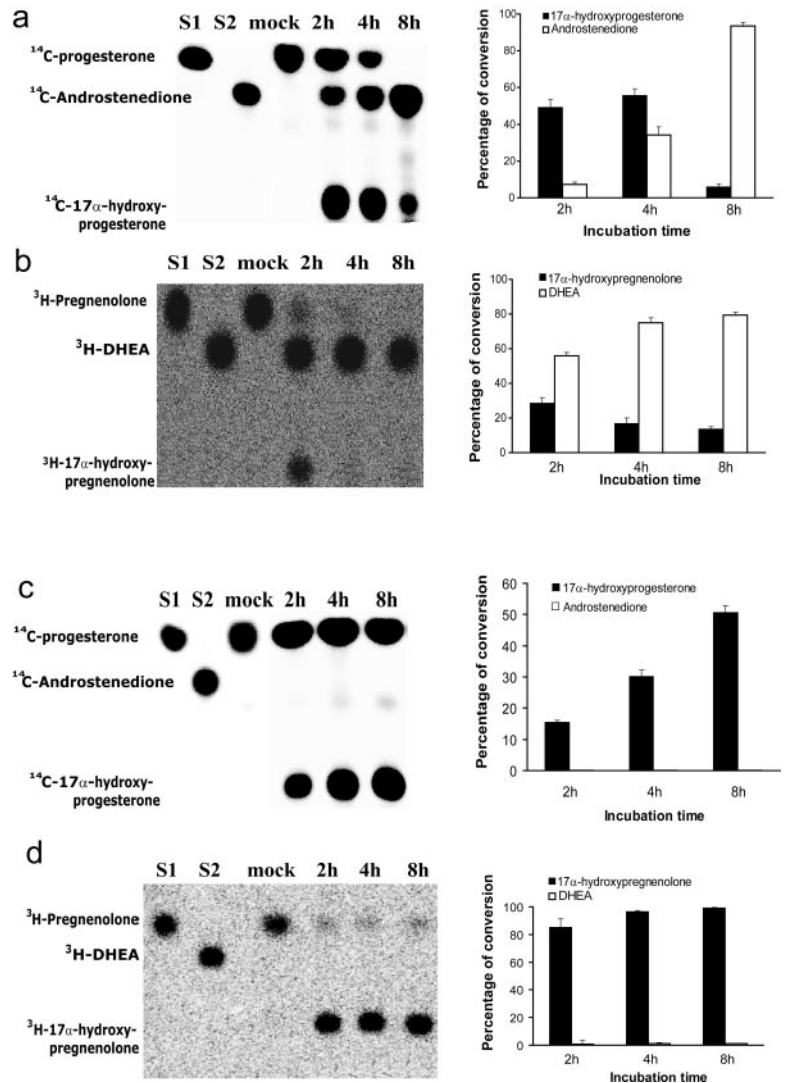 a
S1 S2 mock 2h 4h 8h
¹⁴C-progesterone
¹⁴C-Androstenedione
¹⁴C-17α-hydroxy-
progesterone
17α-hydroxyprogesterone
Androstenedione
Percentage of conversion
100
80
60
40
20
0
2h 4h 8h
Incubation time
b
S1 S2 mock 2h 4h 8h
³H-Pregnenolone
³H-DHEA
³H-17α-hydroxy-
pregnenolone
17α-hydroxypregnenolone
DHEA
Percentage of conversion
100
80
60
40
20
0
2h 4h 8h
Incubation time
c
S1 S2 mock 2h 4h 8h
¹⁴C-progesterone
¹⁴C-Androstenedione
¹⁴C-17α-hydroxy-
progesterone
17α-hydroxyprogesterone
Androstenedione
Percentage of conversion
60
50
40
30
20
10
0
2h 4h 8h
Incubation time
d
S1 S2 mock 2h 4h 8h
³H-Pregnenolone
³H-DHEA
³H-17α-hydroxy-
pregnenolone
17α-hydroxypregnenolone
DHEA
Percentage of conversion
100
80
60
40
20
0
2h 4h 8h
Incubation time